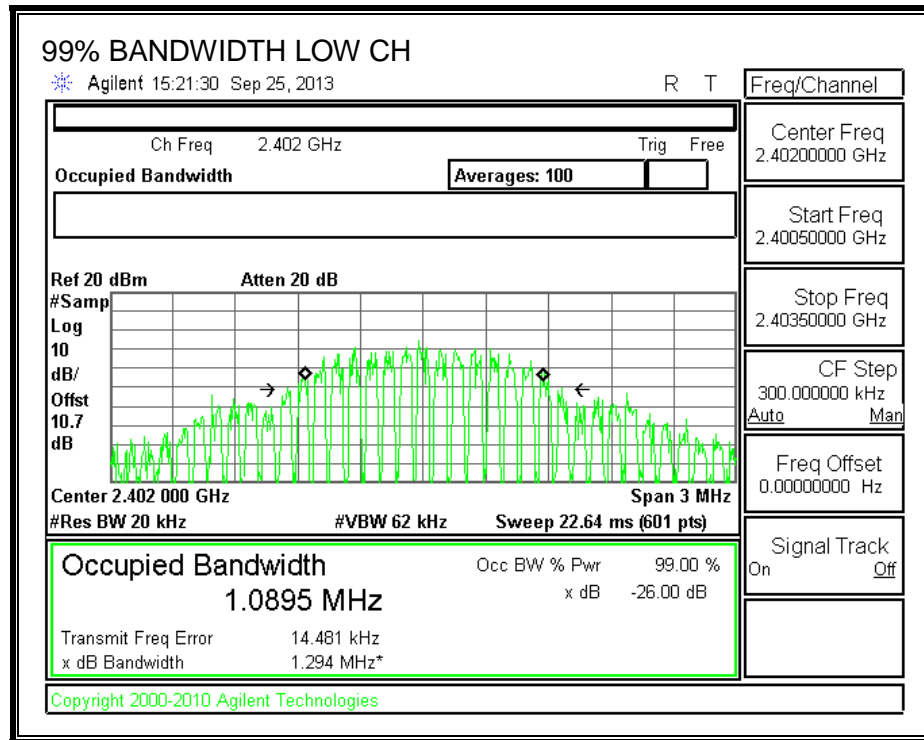 99% BANDWIDTH LOW CH
Agilent 15:21:30 Sep 25, 2013 R T
Ch Freq 2.402 GHz Trig Free
Occupied Bandwidth Averages: 100
Ref 20 dBm Atten 20 dB
#Samp
Log
10
dB/
Offst
10.7
dB
Center 2.402 000 GHz Span 3 MHz
#Res BW 20 kHz #VBW 62 kHz Sweep 22.64 ms (601 pts)
Occupied Bandwidth Occ BW % Pwr 99.00 %
1.0895 MHz x dB -26.00 dB
Transmit Freq Error 14.481 kHz
x dB Bandwidth 1.294 MHz*
Copyright 2000-2010 Agilent Technologies
Freq/Channel
Center Freq
2.40200000 GHz
Start Freq
2.40050000 GHz
Stop Freq
2.40350000 GHz
CF Step
300.000000 kHz
Auto Man
Freq Offset
0.00000000 Hz
Signal Track
On Off